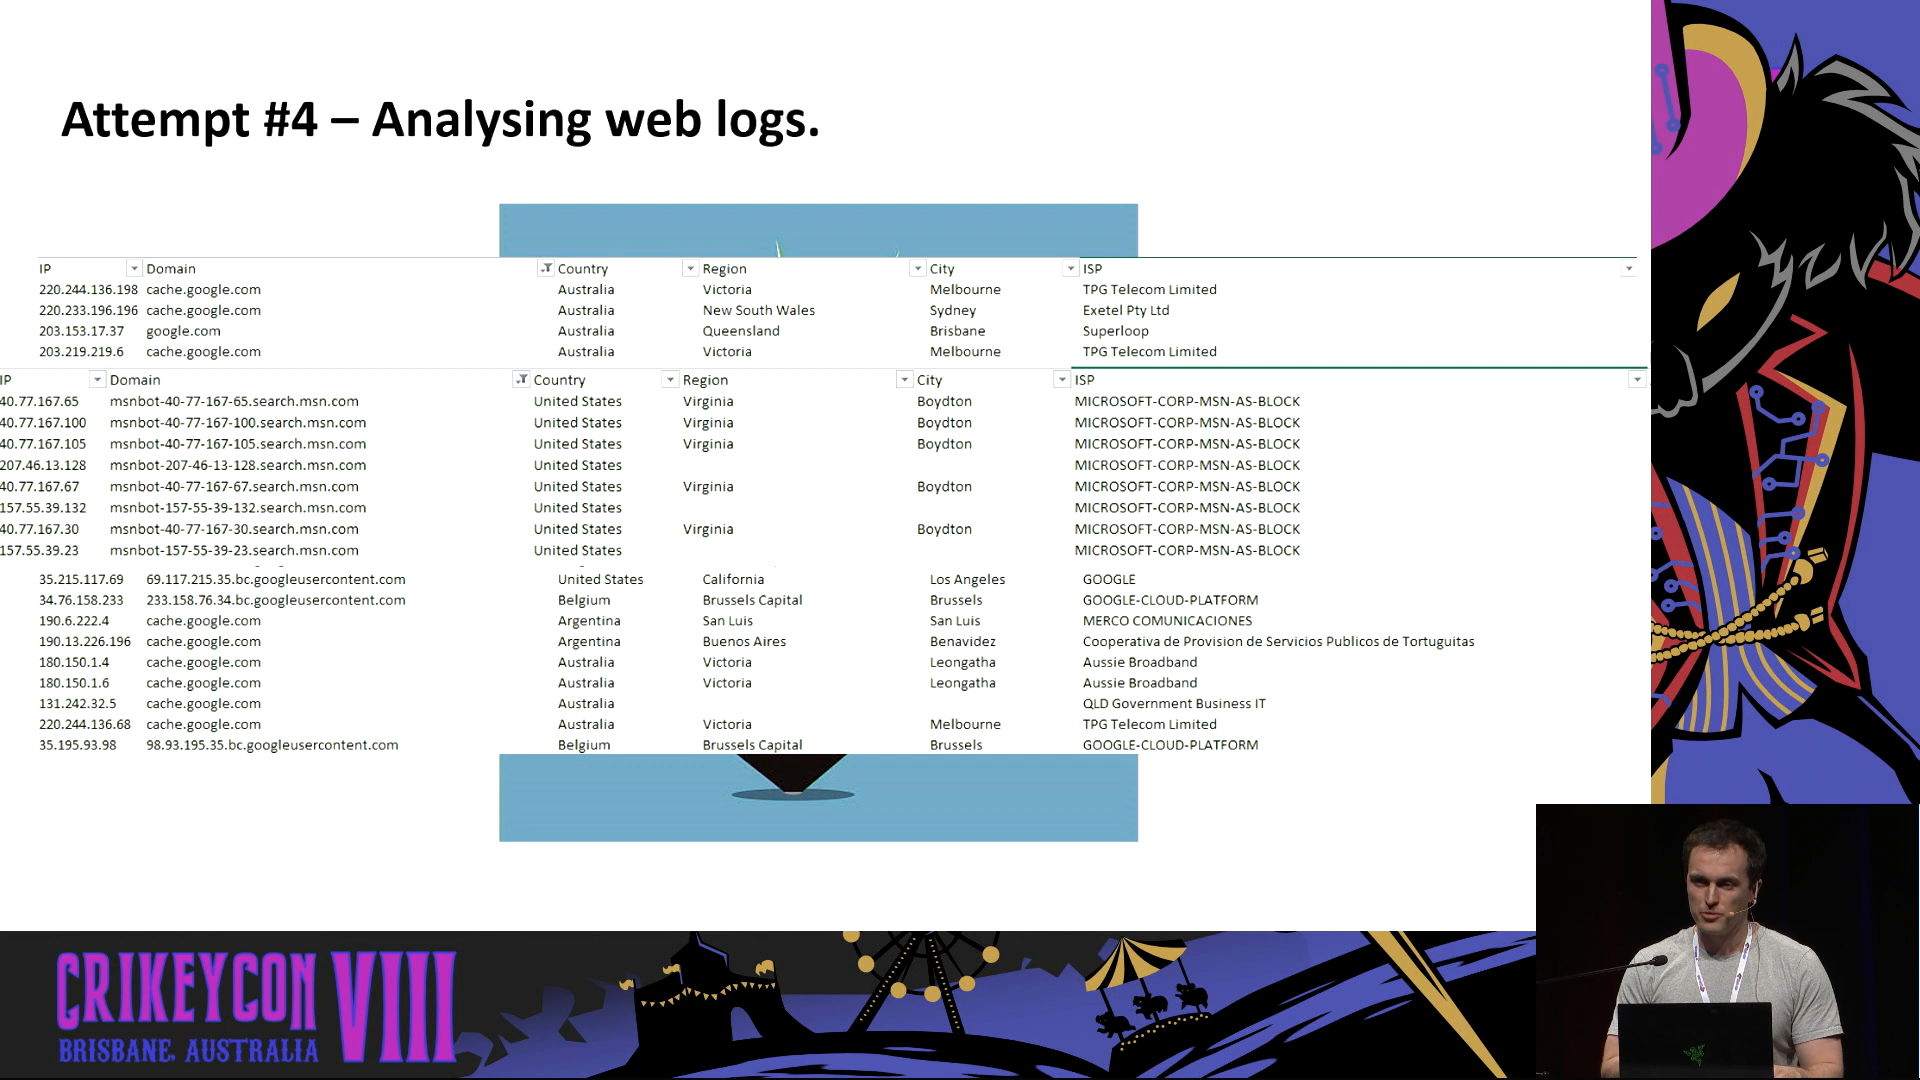 Attempt #4 – Analysing web logs.
IP Domain Country Region City ISP
220.244.136.198 cache.google.com Australia Victoria Melbourne TPG Telecom Limited
220.233.196.196 cache.google.com Australia New South Wales Sydney Exetel Pty Ltd
203.153.17.37 google.com Australia Queensland Brisbane Superloop
203.219.219.6 cache.google.com Australia Victoria Melbourne TPG Telecom Limited
IP Domain Country Region City ISP
40.77.167.65 msnbot-40-77-167-65.search.msn.com United States Virginia Boydton MICROSOFT-CORP-MSN-AS-BLOCK
40.77.167.100 msnbot-40-77-167-100.search.msn.com United States Virginia Boydton MICROSOFT-CORP-MSN-AS-BLOCK
40.77.167.105 msnbot-40-77-167-105.search.msn.com United States Virginia Boydton MICROSOFT-CORP-MSN-AS-BLOCK
207.46.13.128 msnbot-207-46-13-128.search.msn.com United States MICROSOFT-CORP-MSN-AS-BLOCK
40.77.167.67 msnbot-40-77-167-67.search.msn.com United States Virginia Boydton MICROSOFT-CORP-MSN-AS-BLOCK
157.55.39.132 msnbot-157-55-39-132.search.msn.com United States MICROSOFT-CORP-MSN-AS-BLOCK
40.77.167.30 msnbot-40-77-167-30.search.msn.com United States Virginia Boydton MICROSOFT-CORP-MSN-AS-BLOCK
157.55.39.23 msnbot-157-55-39-23.search.msn.com United States MICROSOFT-CORP-MSN-AS-BLOCK
35.215.117.69 69.117.215.35.bc.googleusercontent.com United States California Los Angeles GOOGLE
34.76.158.233 233.158.76.34.bc.googleusercontent.com Belgium Brussels Capital Brussels GOOGLE-CLOUD-PLATFORM
190.6.222.4 cache.google.com Argentina San Luis San Luis MERCO COMUNICACIONES
190.13.226.196 cache.google.com Argentina Buenos Aires Benavidez Cooperativa de Provision de Servicios Publicos de Tortuguitas
180.150.1.4 cache.google.com Australia Victoria Leongatha Aussie Broadband
180.150.1.6 cache.google.com Australia Victoria Leongatha Aussie Broadband
131.242.32.5 cache.google.com Australia QLD Government Business IT
220.244.136.68 cache.google.com Australia Victoria Melbourne TPG Telecom Limited
35.195.93.98 98.93.195.35.bc.googleusercontent.com Belgium Brussels Capital Brussels GOOGLE-CLOUD-PLATFORM
CRIKEYCON VIII
BRISBANE, AUSTRALIA